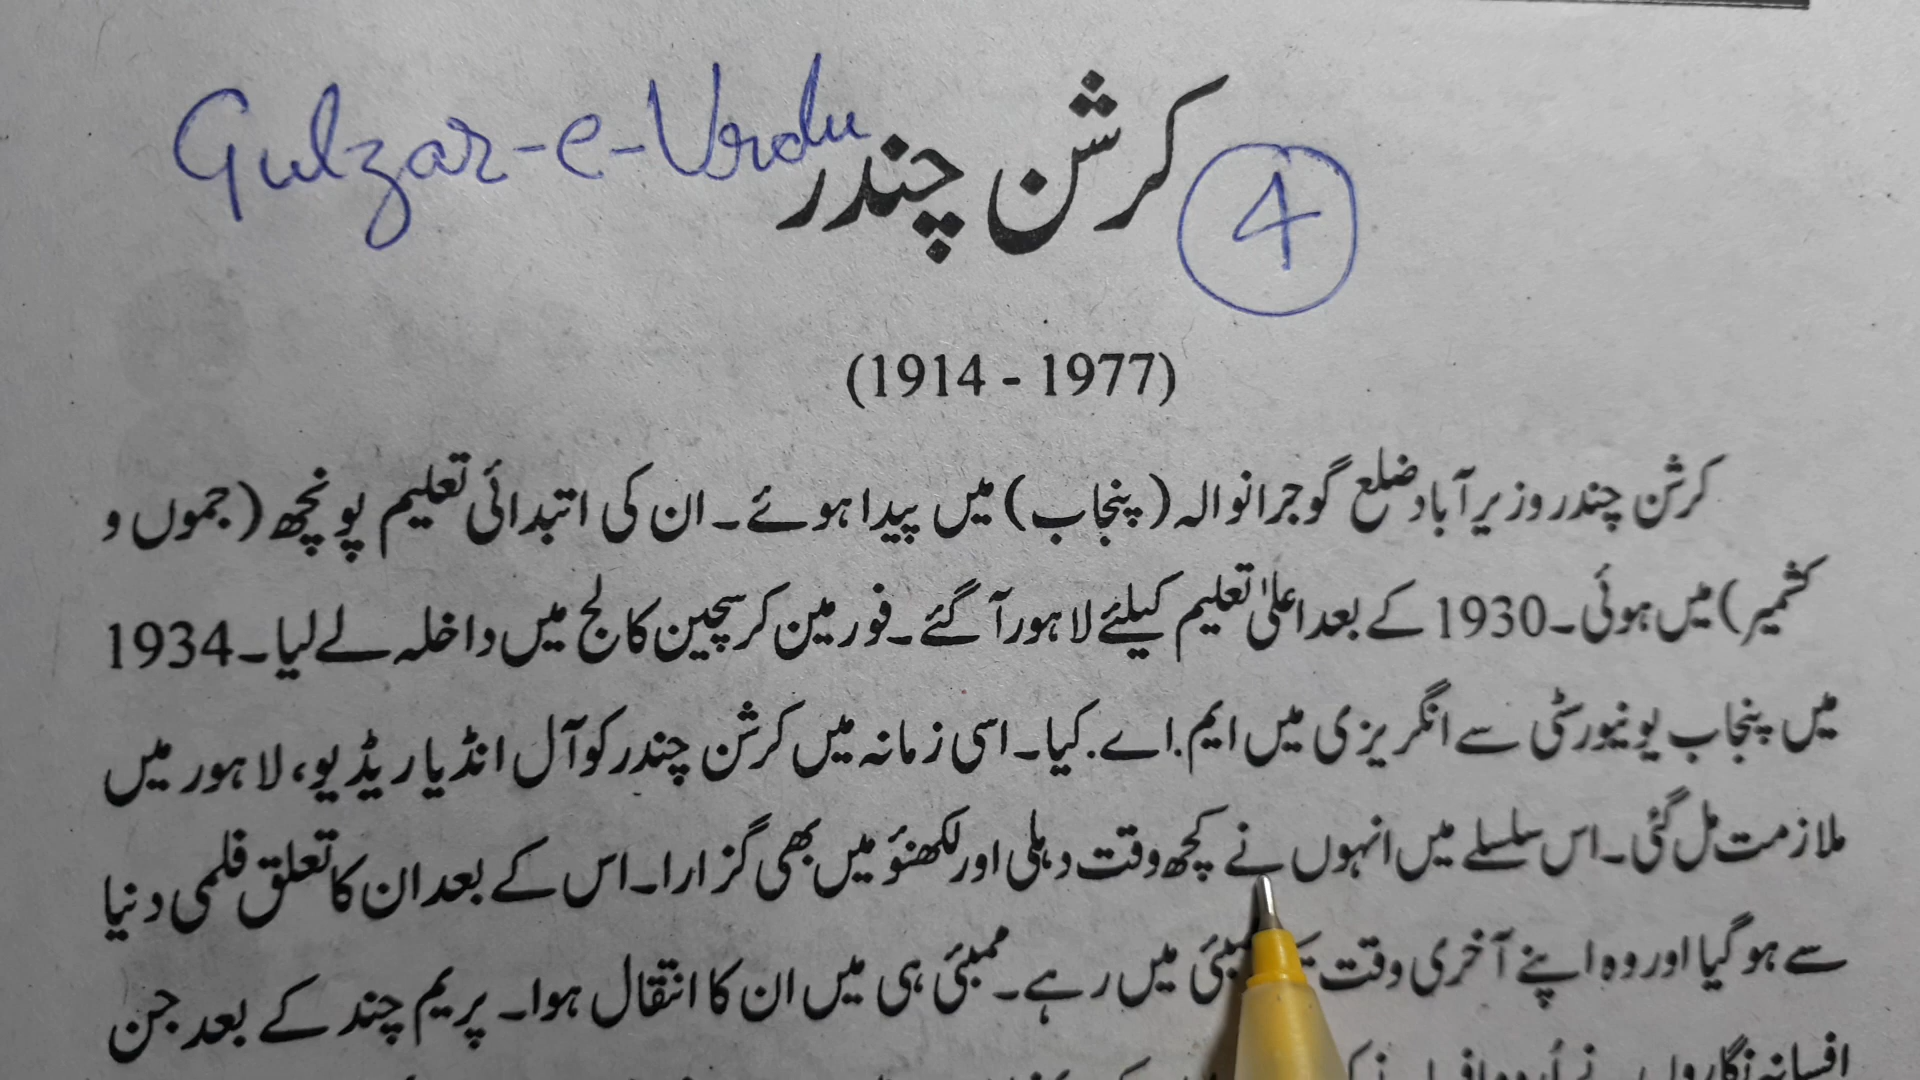 Gulzar-e-Urdu
کرشن چندر
4
(1914 - 1977)
کرشن چندر وزیر آباد ضلع گوجرانوالہ (پنجاب) میں پیدا ہوئے۔ ان کی ابتدائی تعلیم پونچھ (جموں و
کشمیر) میں ہوئی۔ 1930 کے بعد اعلیٰ تعلیم کیلئے لاہور آ گئے۔ فورمین کرسچین کالج میں داخلہ لے لیا۔ 1934
میں پنجاب یونیورسٹی سے انگریزی میں ایم.اے. کیا۔ اسی زمانہ میں کرشن چندر کو آل انڈیا ریڈیو، لاہور میں
ملازمت مل گئی۔ اس سلسلے میں انہوں نے کچھ وقت دہلی اور لکھنؤ میں بھی گزارا۔ اس کے بعد ان کا تعلق فلمی دنیا
سے ہو گیا اور وہ اپنے آخری وقت میں رہے۔ ممبئی ہی میں ان کا انتقال ہوا۔ پریم چند کے بعد جن
افسانہ نگاروں نے